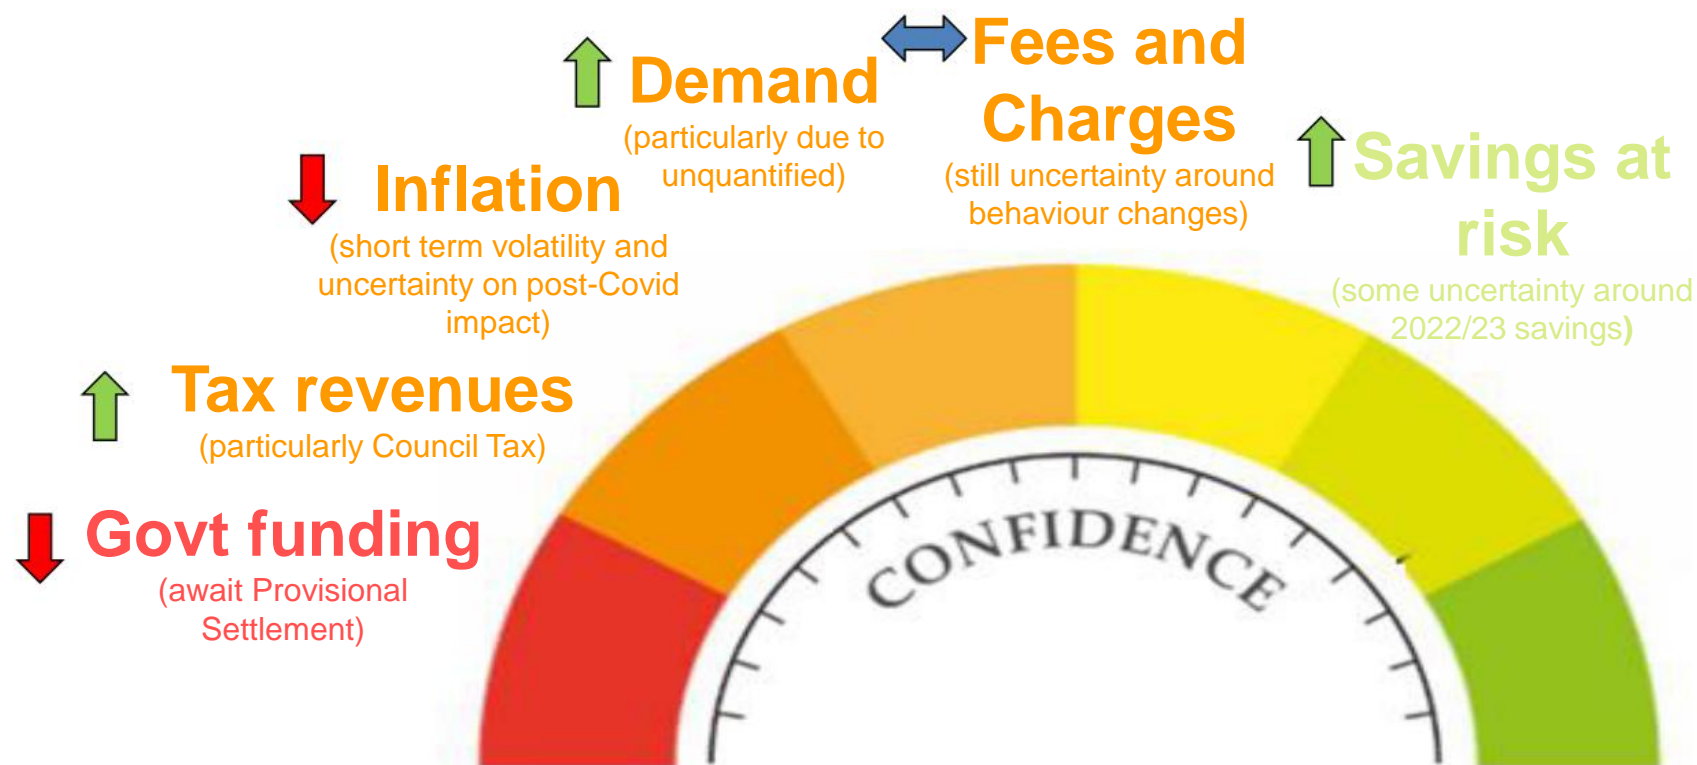 Fees and
Charges
(still uncertainty around
behaviour changes)
Demand
(particularly due to
unquantified)
Savings at
risk
(some uncertainty around
2022/23 savings)
Inflation
(short term volatility and
uncertainty on post-Covid
impact)
Tax revenues
(particularly Council Tax)
Govt funding
(await Provisional
Settlement)
CONFIDENCE